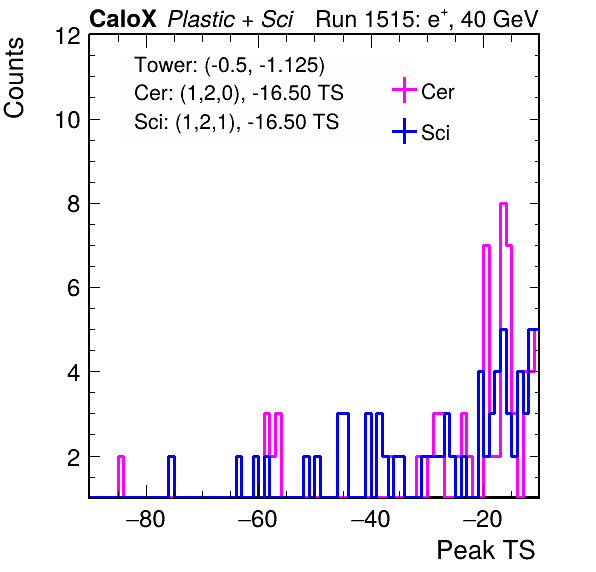 CaloX Plastic + Sci Run 1515: e+, 40 GeV
Counts
Tower: (-0.5, -1.125)
Cer: (1,2,0), -16.50 TS
Sci: (1,2,1), -16.50 TS
Cer
Sci
12
10
8
6
4
2
−80 −60 −40 −20
Peak TS